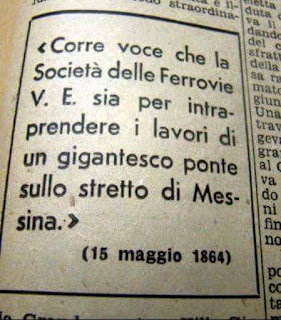 « Corre voce che la
Società delle Ferrovie
V. E. sia per intra-
prendere i lavori di
un gigantesco ponte
sullo stretto di Mes-
sina. »
(15 maggio 1864)